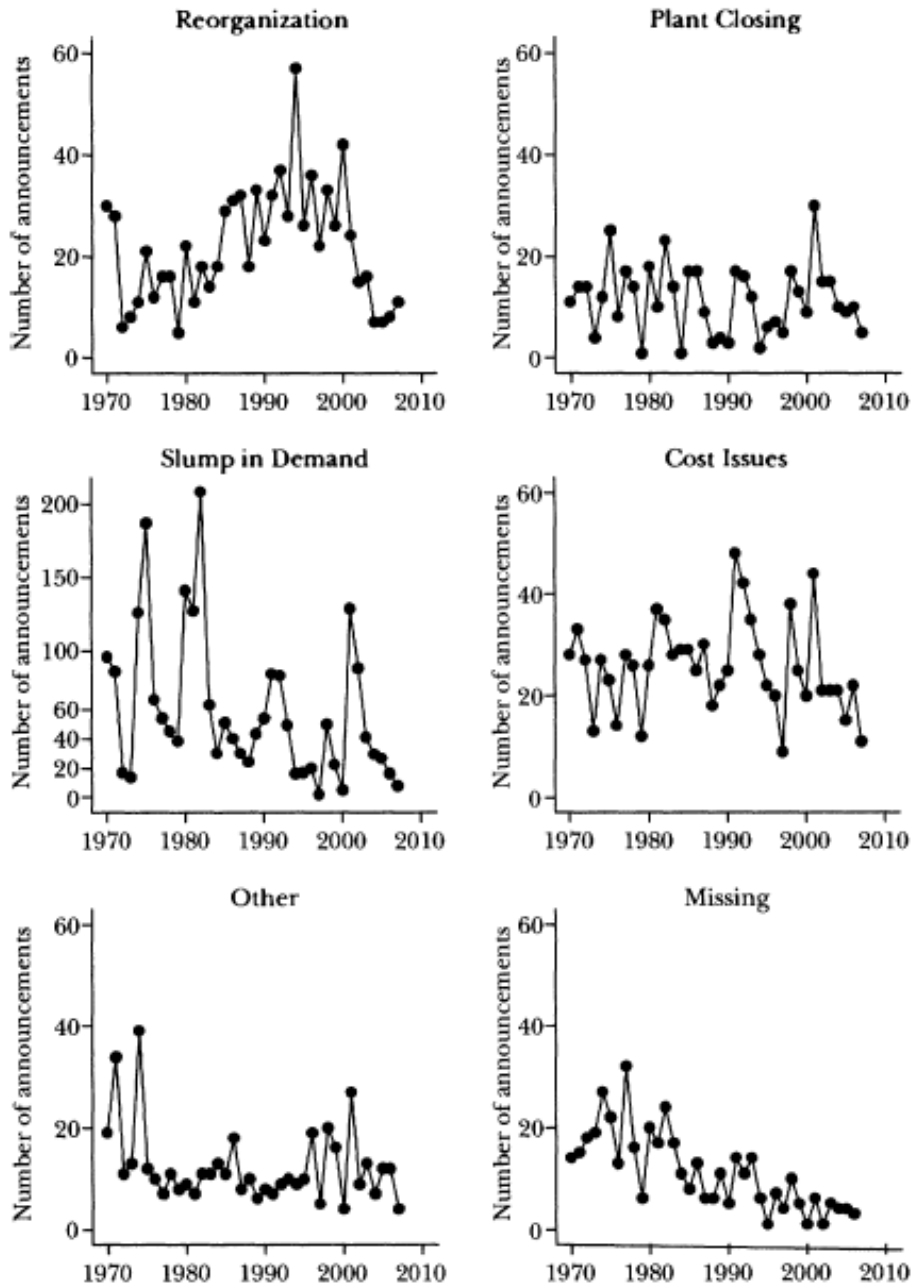 Reorganization
Number of announcements
60
40
20
0
1970 1980 1990 2000 2010
Plant Closing
Number of announcements
60
40
20
0
1970 1980 1990 2000 2010
Slump in Demand
Number of announcements
200
150
100
60
40
20
0
1970 1980 1990 2000 2010
Cost Issues
Number of announcements
60
40
20
0
1970 1980 1990 2000 2010
Other
Number of announcements
60
40
20
0
1970 1980 1990 2000 2010
Missing
Number of announcements
60
40
20
0
1970 1980 1990 2000 2010